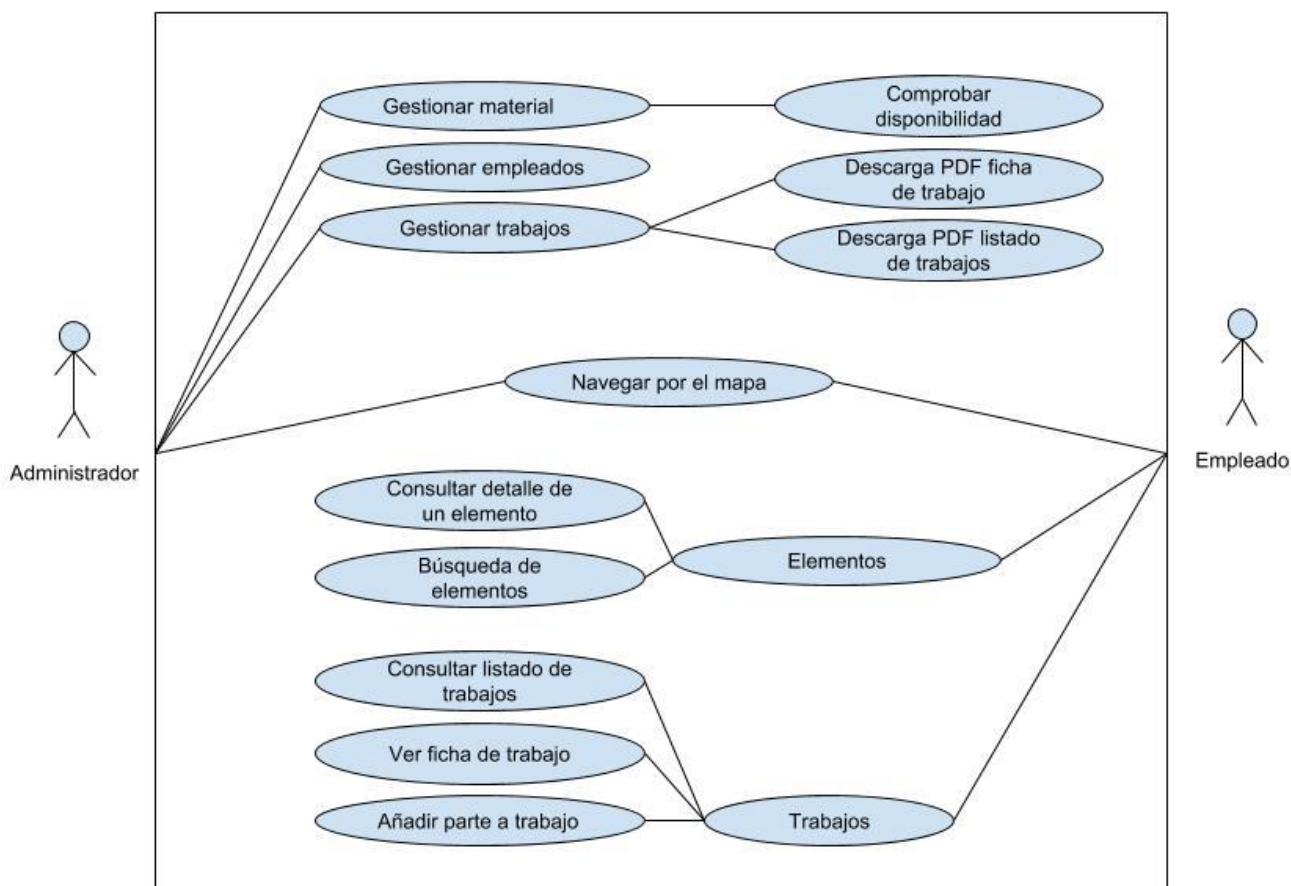 Gestionar material
Comprobar
disponibilidad
Gestionar empleados
Descarga PDF ficha
de trabajo
Gestionar trabajos
Descarga PDF listado
de trabajos
Navegar por el mapa
Administrador
Empleado
Consultar detalle de
un elemento
Elementos
Búsqueda de
elementos
Consultar listado de
trabajos
Ver ficha de trabajo
Añadir parte a trabajo
Trabajos